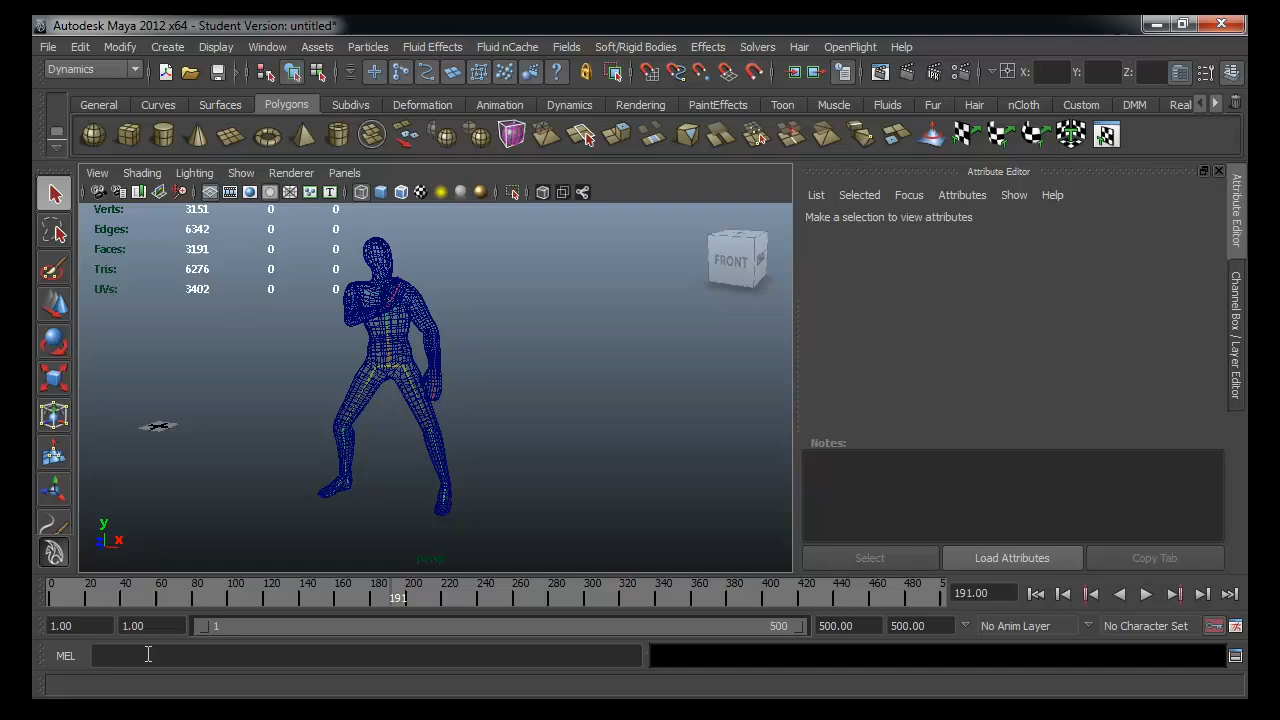 Autodesk Maya 2012 x64 - Student Version: untitled*
File Edit Modify Create Display Window Assets Particles Fluid Effects Fluid nCache Fields Soft/Rigid Bodies Effects Solvers Hair OpenFlight Help
Dynamics X: Y: Z:
General Curves Surfaces Polygons Subdivs Deformation Animation Dynamics Rendering PaintEffects Toon Muscle Fluids Fur Hair nCloth Custom DMM Real
View Shading Lighting Show Renderer Panels
Verts: 3151 0 0
Edges: 6342 0 0
Faces: 3191 0 0
Tris: 6276 0 0
UVs: 3402 0 0
FRONT
y
z x
persp
Attribute Editor
List Selected Focus Attributes Show Help
Make a selection to view attributes
Notes:
Select Load Attributes Copy Tab
Attribute Editor
Channel Box / Layer Editor
0 20 40 60 80 100 120 140 160 180 200 220 240 260 280 300 320 340 360 380 400 420 440 460 480 5
191
191.00
1.00 1.00 1 500 500.00 500.00 No Anim Layer No Character Set
MEL